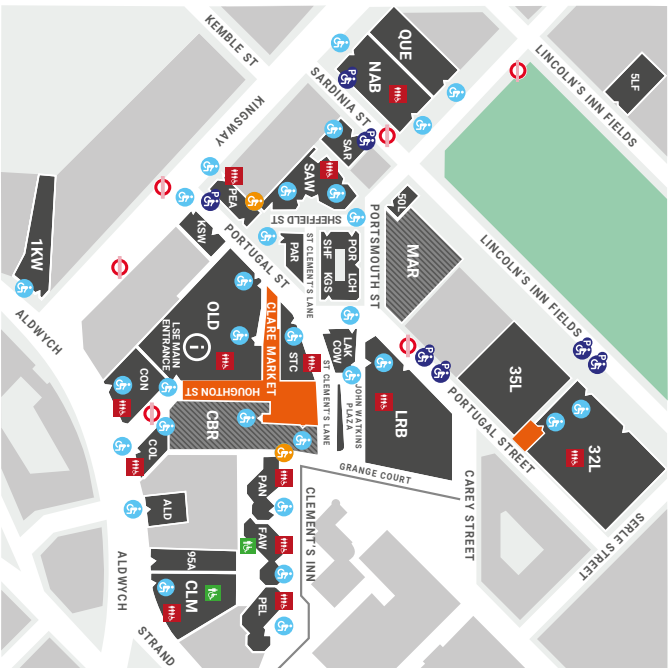 KEMBLE ST
QUE
NAB
P
SARDINIA ST
LINCOLN'S INN FIELDS
5LF
KINGSWAY
SAR
P
SAW
PEA
P
50L
SHEFFIELD ST
PORTSMOUTH ST
KSW
1KW
PORTUGAL ST
PAR
ST CLEMENT'S LANE
SHF
POR
KGS
LCH
MAR
LINCOLN'S INN FIELDS
ALDWYCH
OLD
LSE MAIN
ENTRANCE
i
CLARE MARKET
STC
LAK
COW
P
P
P
P
CON
HOUGHTON ST
ST CLEMENT'S LANE
JOHN WATKINS
PLAZA
LRB
35L
PORTUGAL STREET
32L
CBR
COL
GRANGE COURT
CAREY STREET
SERLE STREET
PAN
CLEMENT'S INN
ALD
FAW
95A
CLM
PEL
ALDWYCH
STRAND